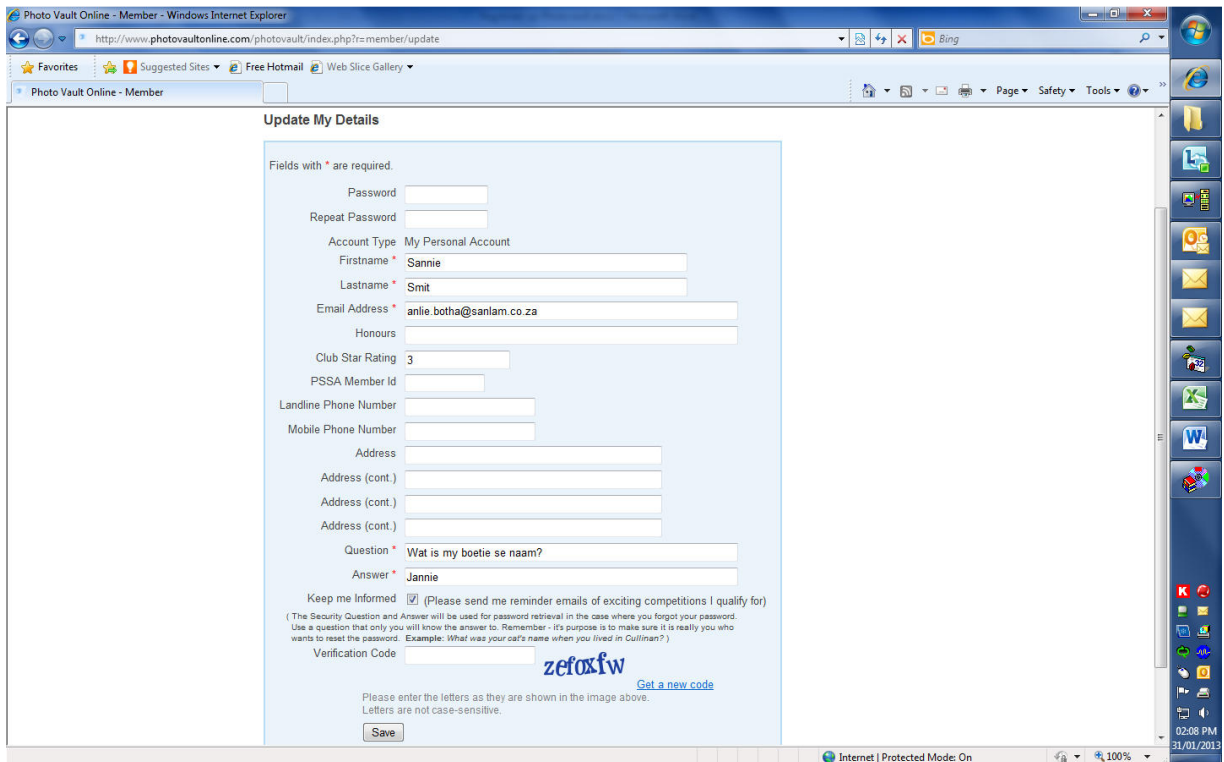 Photo Vault Online - Member - Windows Internet Explorer
http://www.photovaultonline.com/photovault/index.php?r=member/update
Bing
Favorites Suggested Sites Free Hotmail Web Slice Gallery
Photo Vault Online - Member
Page Safety Tools
Update My Details
Fields with * are required.
Password
Repeat Password
Account Type My Personal Account
Firstname * Sannie
Lastname * Smit
Email Address * anlie.botha@sanlam.co.za
Honours
Club Star Rating 3
PSSA Member Id
Landline Phone Number
Mobile Phone Number
Address
Address (cont.)
Address (cont.)
Address (cont.)
Question * Wat is my boetie se naam?
Answer * Jannie
Keep me Informed (Please send me reminder emails of exciting competitions I qualify for)
( The Security Question and Answer will be used for password retrieval in the case where you forgot your password.
Use a question that only you will know the answer to. Remember - it's purpose is to make sure it is really you who
wants to reset the password. Example: What was your cat's name when you lived in Cullinan? )
Verification Code
zefoxfw
Get a new code
Please enter the letters as they are shown in the image above.
Letters are not case-sensitive.
Save
Internet | Protected Mode: On
100%
02:08 PM
31/01/2013